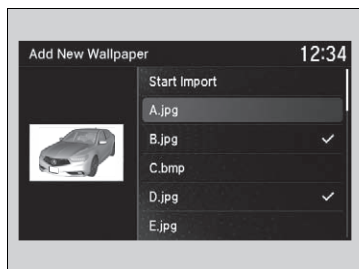 Add New Wallpaper
12:34
Start Import
A.jpg
B.jpg
C.bmp
D.jpg
E.jpg